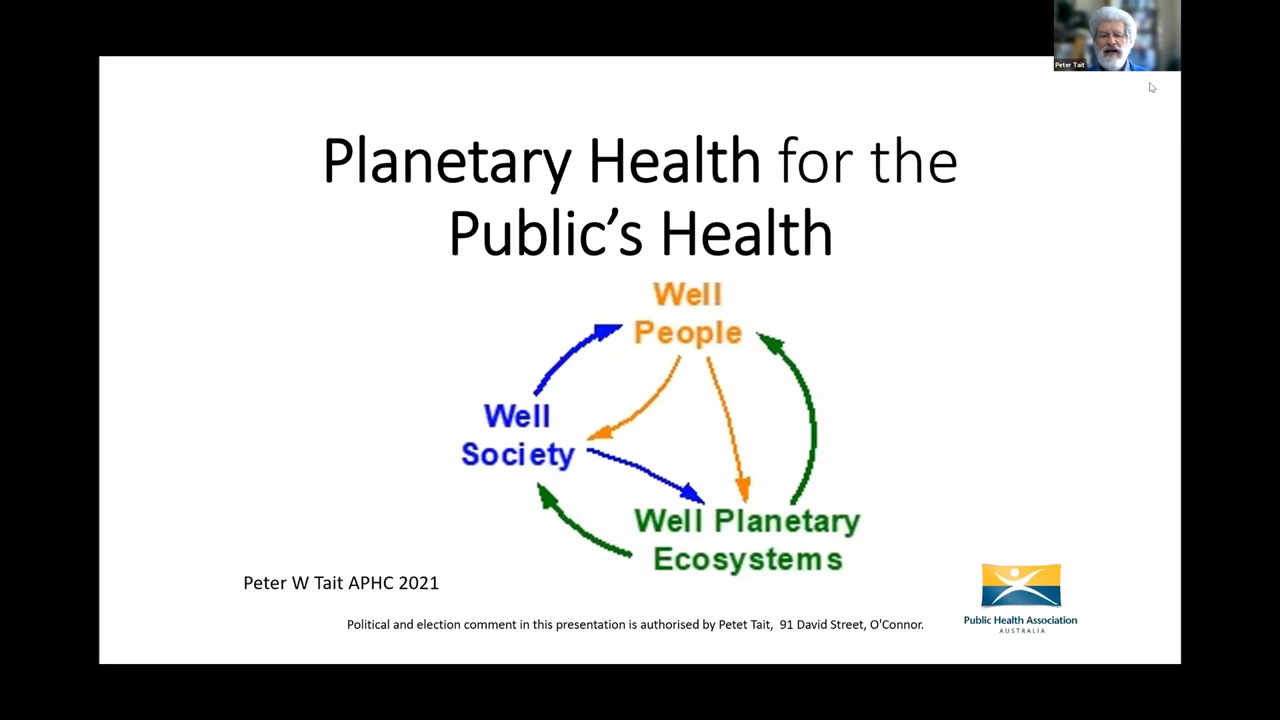 Peter Tait
Planetary Health for the
Public's Health
Well
People
Well
Society
Well Planetary
Ecosystems
Peter W Tait APHC 2021
Political and election comment in this presentation is authorised by Petet Tait, 91 David Street, O'Connor.
Public Health Association
AUSTRALIA